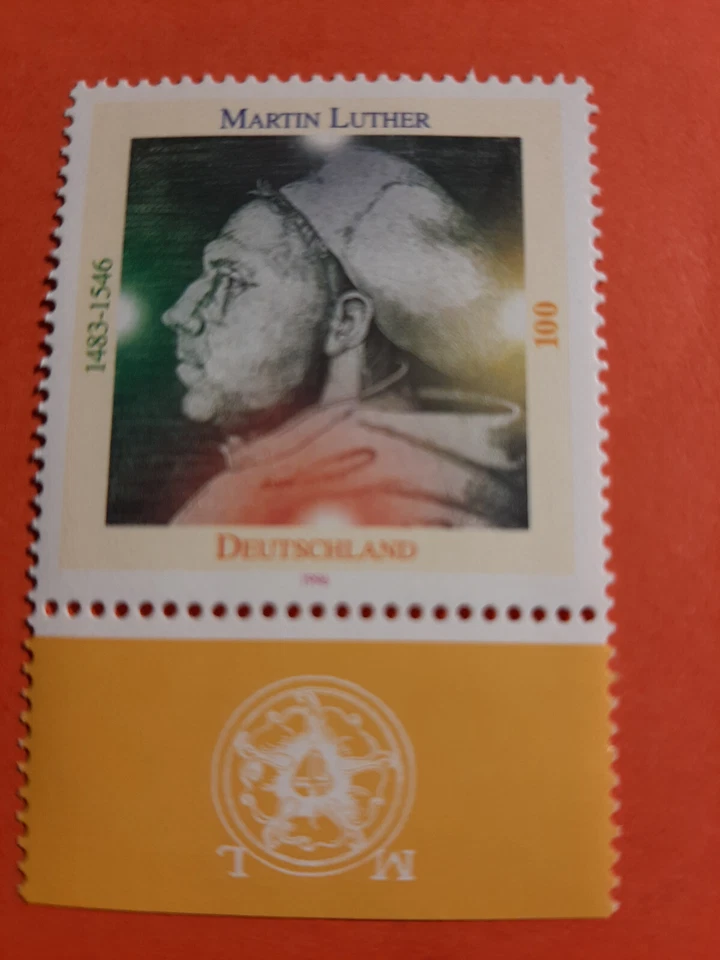 MARTIN LUTHER
1483-1546
100
DEUTSCHLAND
1996
M L